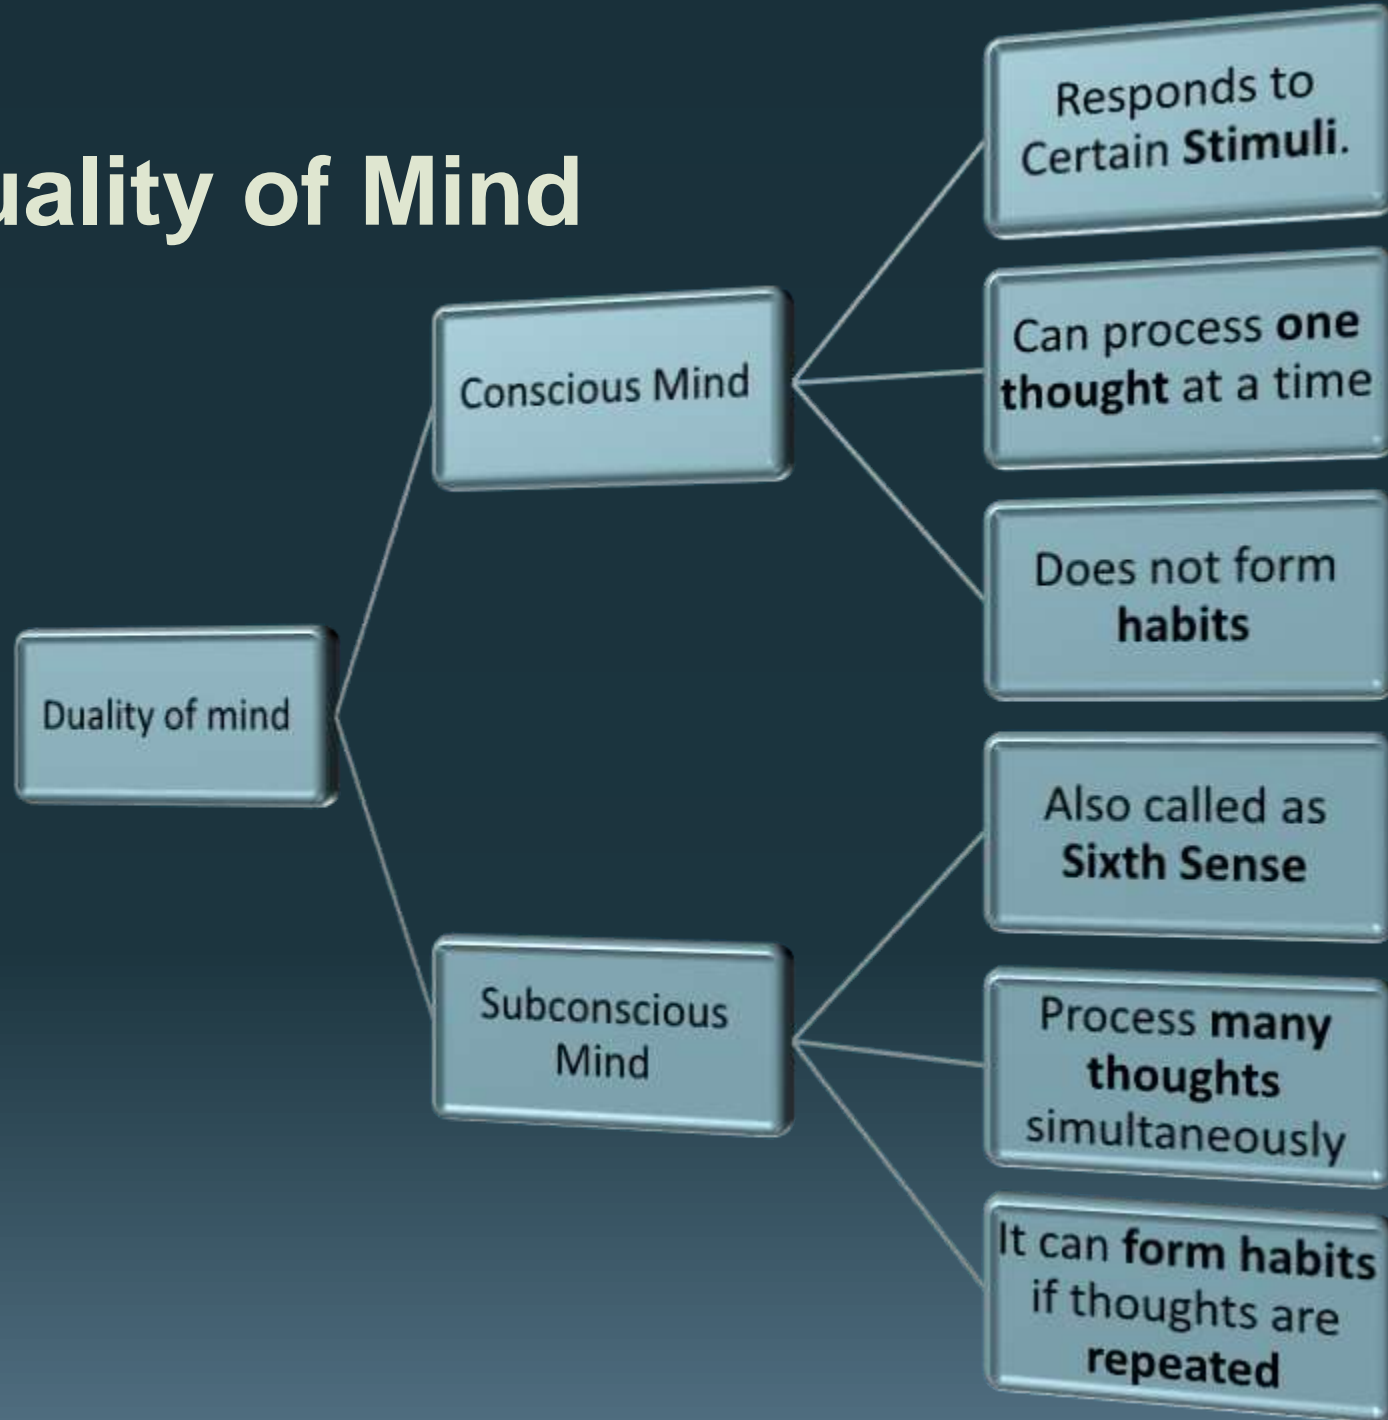 uality of Mind
Duality of mind
Conscious Mind
Responds to
Certain Stimuli.
Can process one
thought at a time
Does not form
habits
Subconscious
Mind
Also called as
Sixth Sense
Process many
thoughts
simultaneously
It can form habits
if thoughts are
repeated